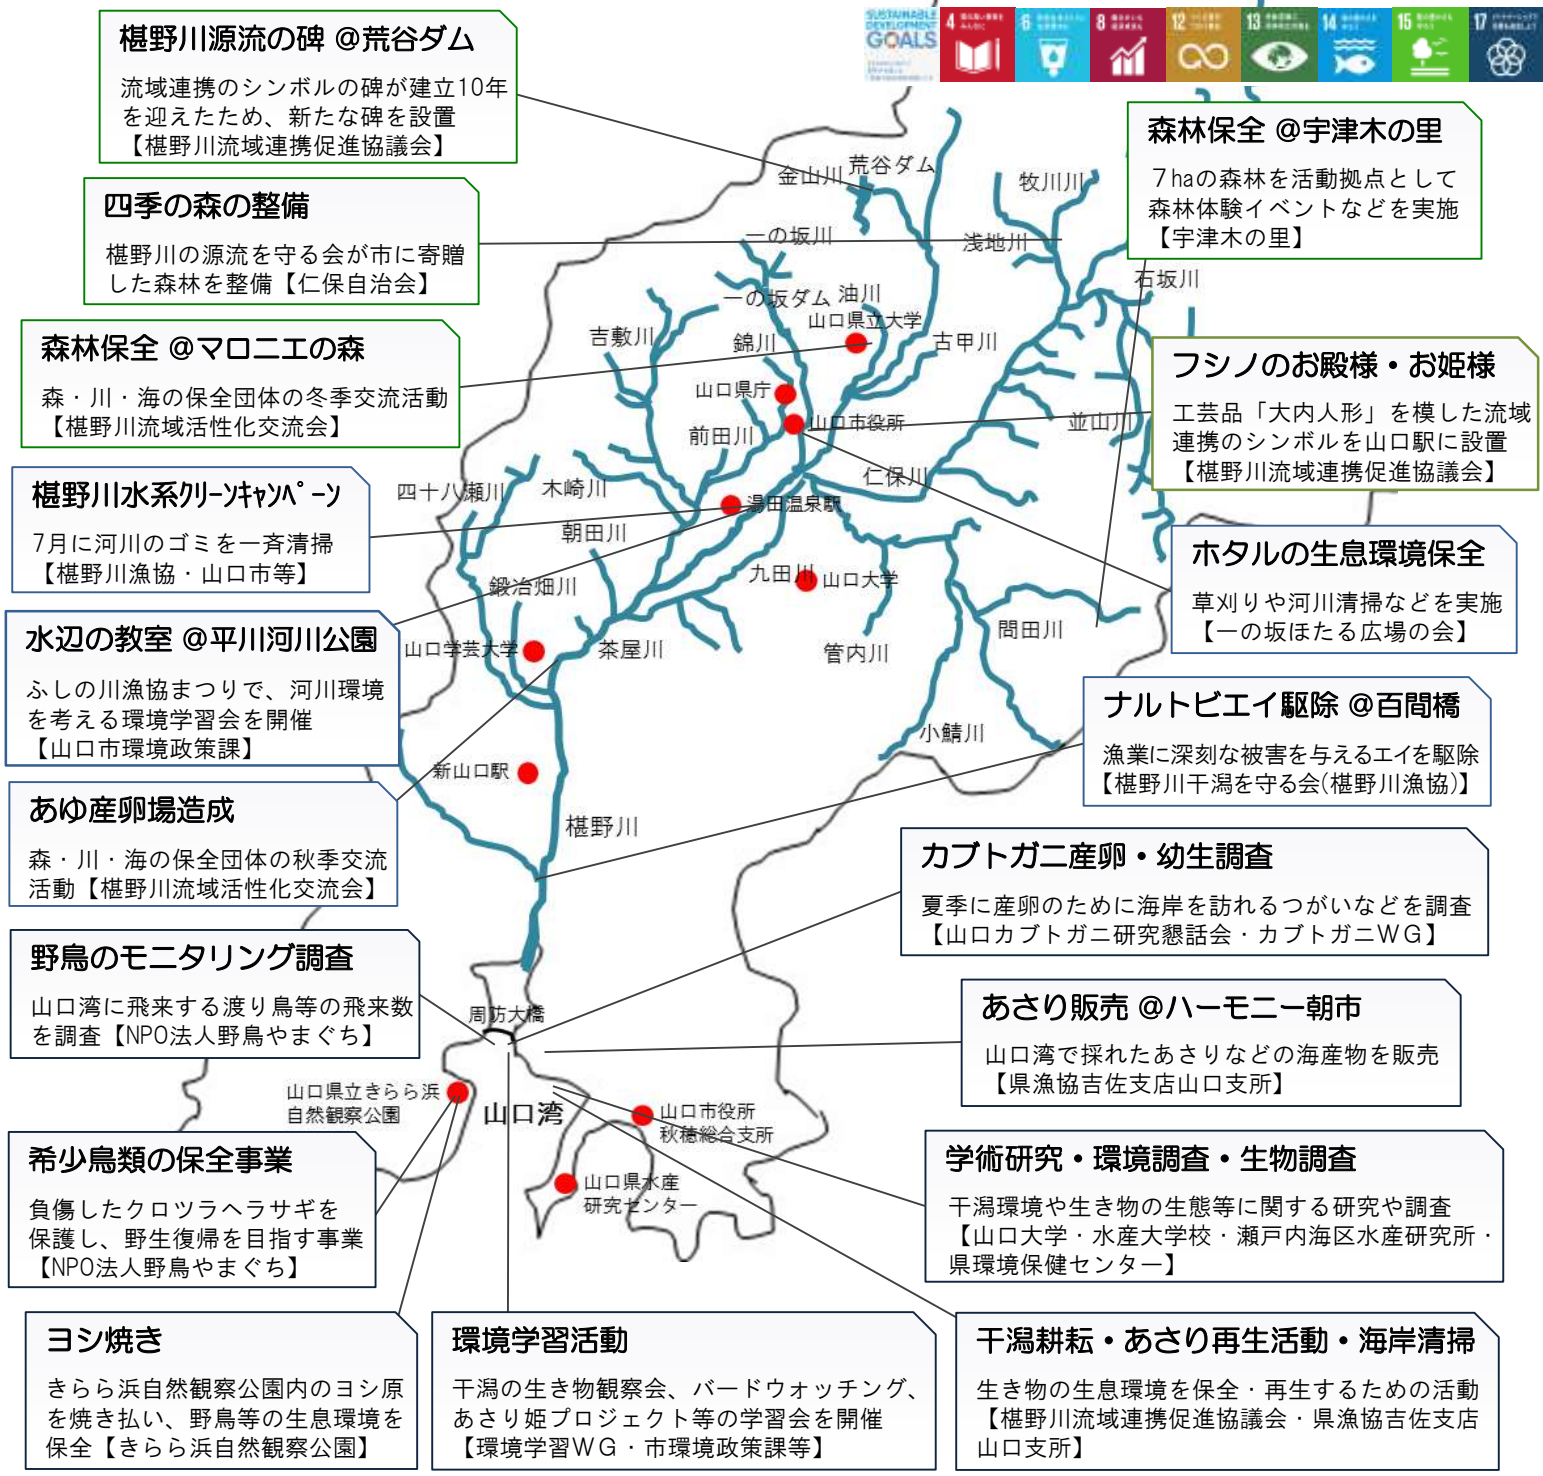 椹野川源流の碑 @荒谷ダム
流域連携のシンボルの碑が建立10年
を迎えたため、新たな碑を設置
【椹野川流域連携促進協議会】
SUSTAINABLE
DEVELOPMENT
GOALS
4
6
8
12
13
14
15
17
四季の森の整備
椹野川の源流を守る会が市に寄贈
した森林を整備【仁保自治会】
森林保全 @マロニエの森
森・川・海の保全団体の冬季交流活動
【椹野川流域活性化交流会】
椹野川水系クリーンキャンペーン
7月に河川のゴミを一斉清掃
【椹野川漁協・山口市等】
水辺の教室 @平川河川公園
ふしの川漁協まつりで、河川環境
を考える環境学習会を開催
【山口市環境政策課】
あゆ産卵場造成
森・川・海の保全団体の秋季交流
活動【椹野川流域活性化交流会】
野鳥のモニタリング調査
山口湾に飛来する渡り鳥等の飛来数
を調査【NPO法人野鳥やまぐち】
希少鳥類の保全事業
負傷したクロツラヘラサギを
保護し、野生復帰を目指す事業
【NPO法人野鳥やまぐち】
ヨシ焼き
きらら浜自然観察公園内のヨシ原
を焼き払い、野鳥等の生息環境を
保全【きらら浜自然観察公園】
環境学習活動
干潟の生き物観察会、バードウォッチング、
あさり姫プロジェクト等の学習会を開催
【環境学習WG・市環境政策課等】
森林保全 @宇津木の里
7haの森林を活動拠点として
森林体験イベントなどを実施
【宇津木の里】
フシノのお殿様・お姫様
工芸品「大内人形」を模した流域
連携のシンボルを山口駅に設置
【椹野川流域連携促進協議会】
ホタルの生息環境保全
草刈りや河川清掃などを実施
【一の坂ほたる広場の会】
ナルトビエイ駆除 @百間橋
漁業に深刻な被害を与えるエイを駆除
【椹野川干潟を守る会(椹野川漁協)】
カブトガニ産卵・幼生調査
夏季に産卵のために海岸を訪れるつがいなどを調査
【山口カブトガニ研究懇話会・カブトガニWG】
あさり販売 @ハーモニー朝市
山口湾で採れたあさりなどの海産物を販売
【県漁協吉佐支店山口支所】
学術研究・環境調査・生物調査
干潟環境や生き物の生態等に関する研究や調査
【山口大学・水産大学校・瀬戸内海区水産研究所・
県環境保健センター】
干潟耕耘・あさり再生活動・海岸清掃
生き物の生息環境を保全・再生するための活動
【椹野川流域連携促進協議会・県漁協吉佐支店
山口支所】
金山川
荒谷ダム
牧川川
一の坂川
浅地川
石坂川
一の坂ダム
油川
山口県立大学
吉敷川
錦川
古甲川
山口県庁
山口市役所
並山川
前田川
仁保川
四十八瀬川
木崎川
湯田温泉駅
朝田川
鍛冶畑川
九田川
山口大学
問田川
山口学芸大学
茶屋川
管内川
小鯖川
新山口駅
椹野川
周防大橋
山口県立きらら浜
自然観察公園
山口湾
山口市役所
秋穂総合支所
山口県水産
研究センター